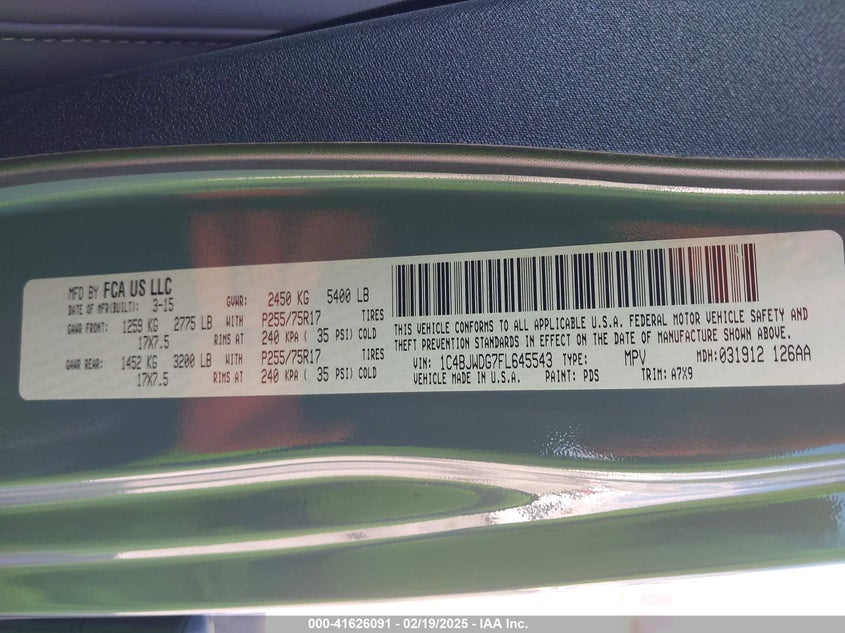 MFD BY FCA US LLC
DATE OF MFR(BUILT): 3-15 GVWR: 2450 KG 5400 LB
GAWR FRONT: 1259 KG 2775 LB WITH P255/75R17 TIRES
17X7.5 RIMS AT 240 KPA ( 35 PSI) COLD
GAWR REAR: 1452 KG 3200 LB WITH P255/75R17 TIRES
17X7.5 RIMS AT 240 KPA ( 35 PSI) COLD
THIS VEHICLE CONFORMS TO ALL APPLICABLE U.S.A. FEDERAL MOTOR VEHICLE SAFETY AND
THEFT PREVENTION STANDARDS IN EFFECT ON THE DATE OF MANUFACTURE SHOWN ABOVE.
VIN: 1C4BJWDG7FL645543 TYPE: MPV MDH: 031912 126AA
VEHICLE MADE IN U.S.A. PAINT: PDS TRIM: A7X9
000-41626091 - 02/19/2025 - IAA Inc.